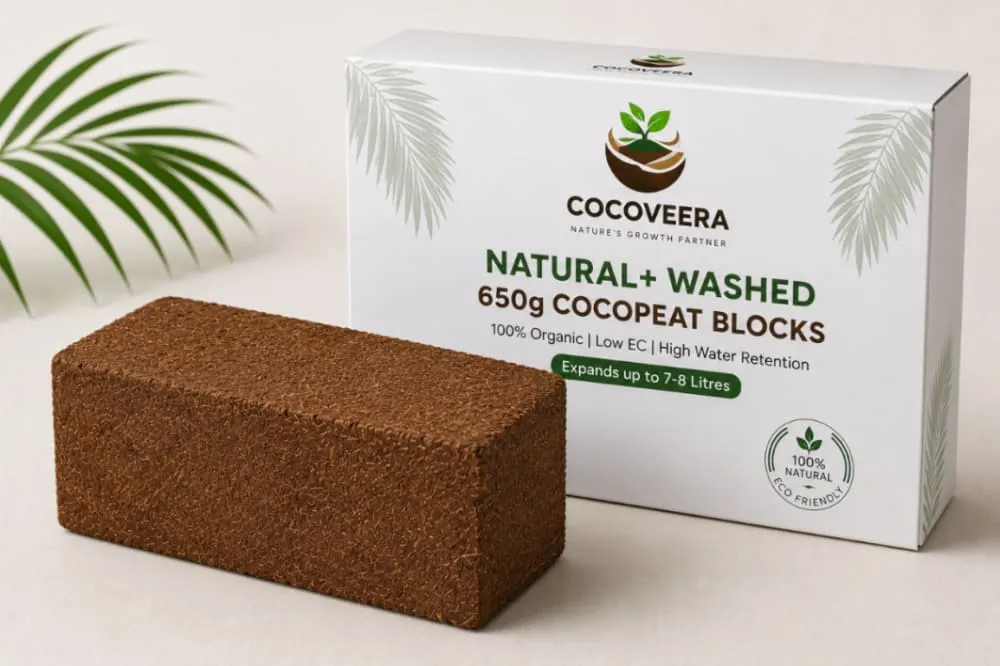 COCOVEERA
COCOVEERA
NATURE'S GROWTH PARTNER
NATURAL+ WASHED
650g COCOPEAT BLOCKS
100% Organic | Low EC | High Water Retention
Expands up to 7-8 Litres
100%
NATURAL
ECO FRIENDLY